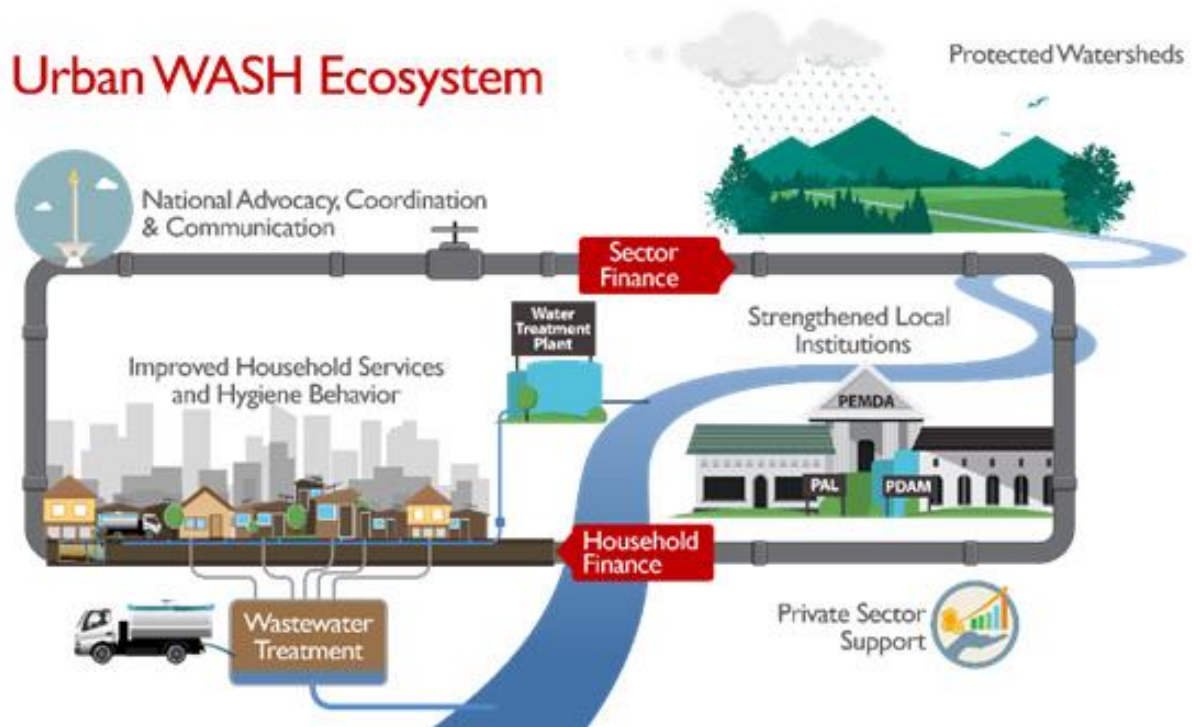 Urban WASH Ecosystem
Protected Watersheds
National Advocacy, Coordination
& Communication
Sector
Finance
Water
Treatment
Plant
Strengthened Local
Institutions
Improved Household Services
and Hygiene Behavior
PEMDA
PAL
PDAM
Household
Finance
Wastewater
Treatment
Private Sector
Support